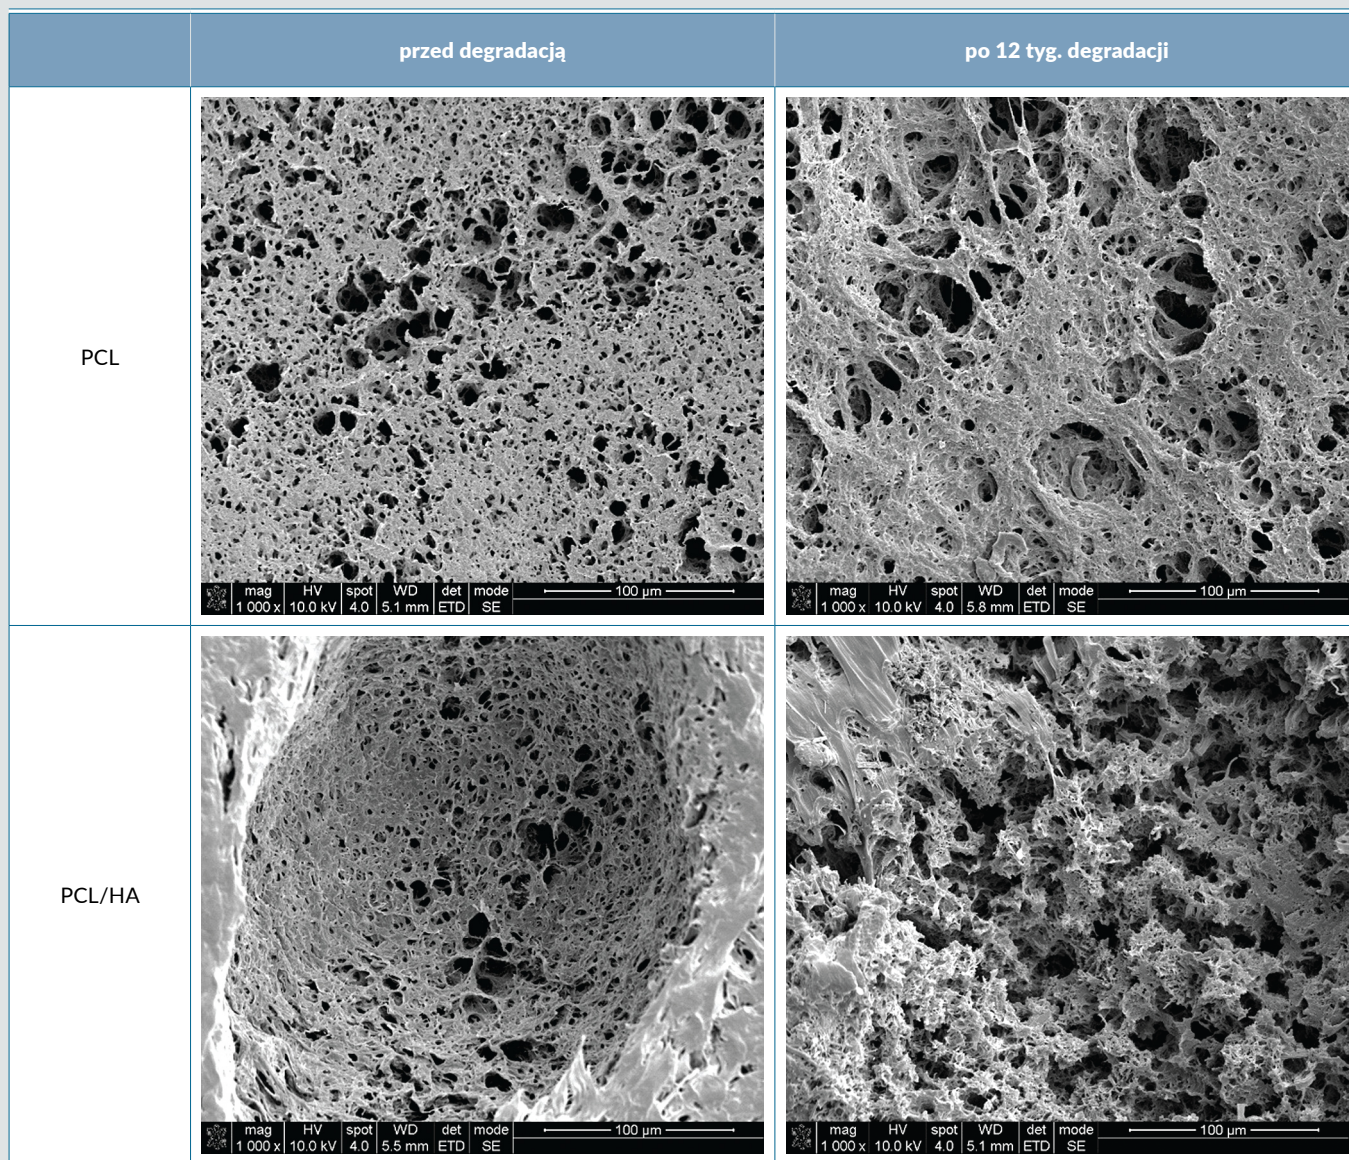 przed degradacją
po 12 tyg. degradacji
PCL
mag HV spot WD det mode 100 µm
1 000 x 10.0 kV 4.0 5.1 mm ETD SE
mag HV spot WD det mode 100 µm
1 000 x 10.0 kV 4.0 5.8 mm ETD SE
PCL/HA
mag HV spot WD det mode 100 µm
1 000 x 10.0 kV 4.0 5.5 mm ETD SE
mag HV spot WD det mode 100 µm
1 000 x 10.0 kV 4.0 5.1 mm ETD SE